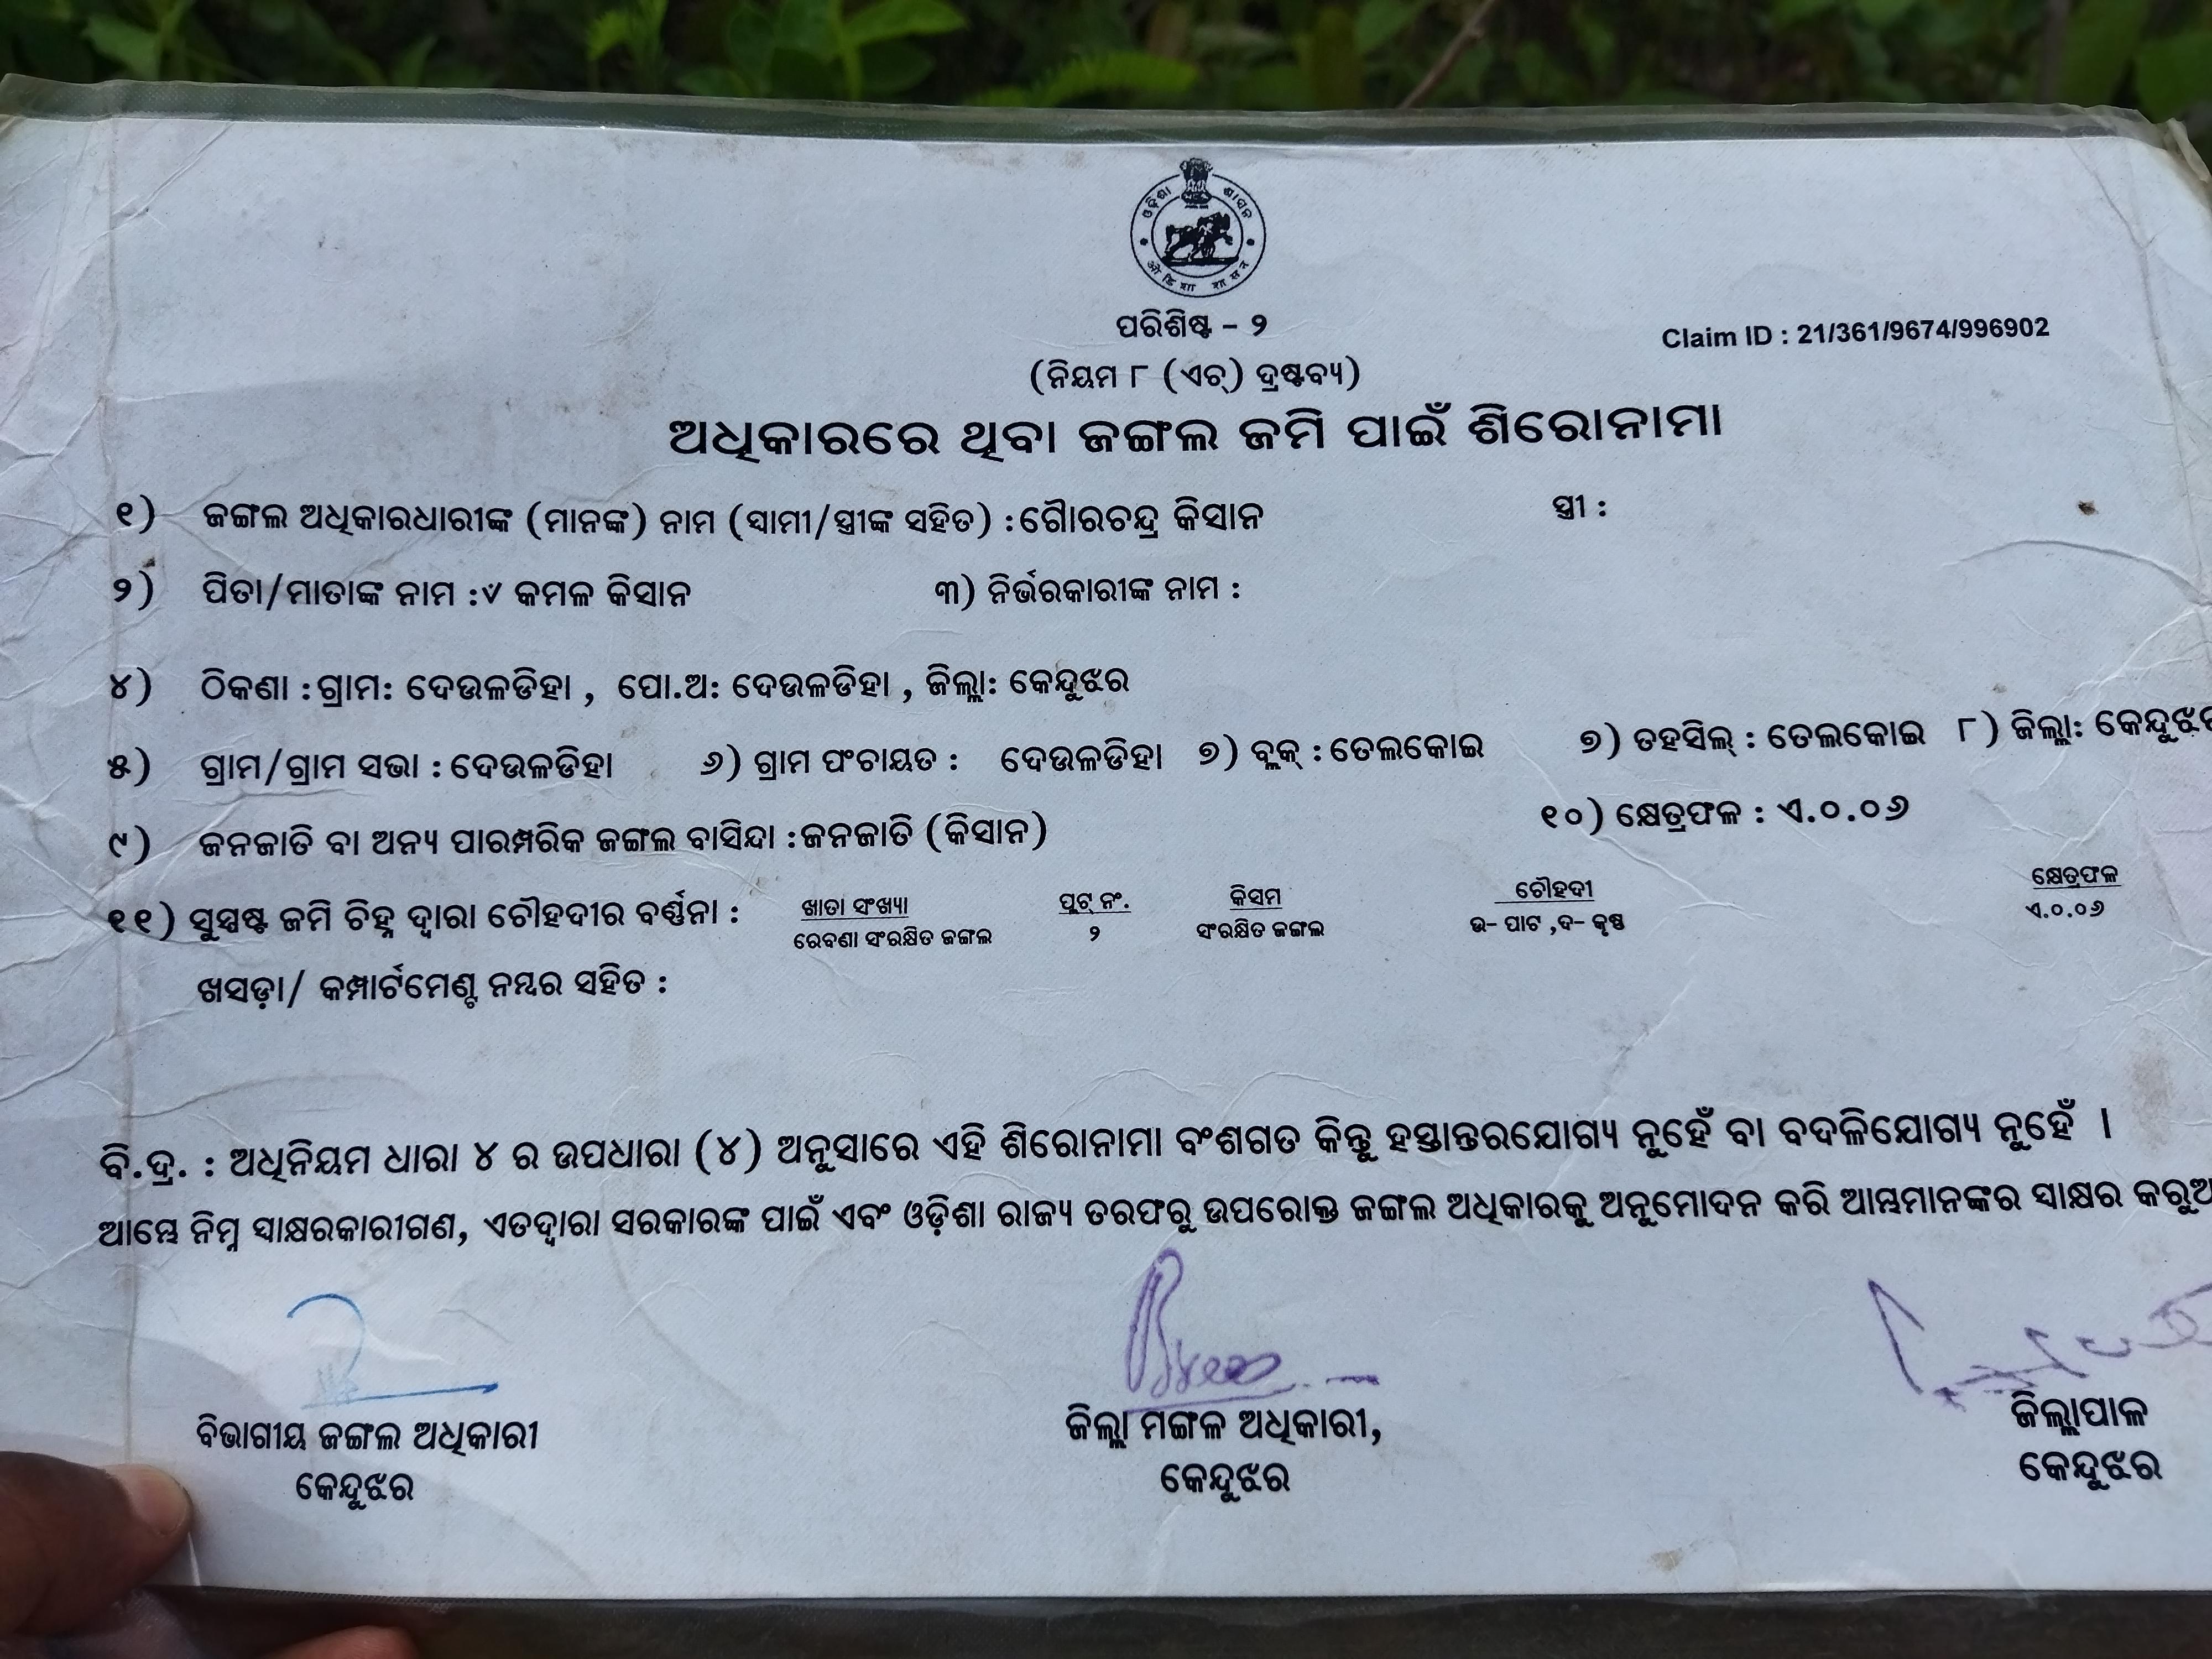 ଓଡ଼ିଶା ଶାସନ
ओडिशा शासन
ପରିଶିଷ୍ଟ - ୨
Claim ID : 21/361/9674/996902
(ନିୟମ ୮ (ଏଚ୍) ଦ୍ରଷ୍ଟବ୍ୟ)
ଅଧିକାରରେ ଥିବା ଜଙ୍ଗଲ ଜମି ପାଇଁ ଶିରୋନାମା
୧) ଜଙ୍ଗଲ ଅଧିକାରଧାରୀଙ୍କ (ମାନଙ୍କ) ନାମ (ସ୍ୱାମୀ/ସ୍ତ୍ରୀଙ୍କ ସହିତ) : ଗୌରଚନ୍ଦ୍ର କିସାନ ସ୍ତ୍ରୀ :
୨) ପିତା/ମାତାଙ୍କ ନାମ : ୰ କମଳ କିସାନ ୩) ନିର୍ଭରକାରୀଙ୍କ ନାମ :
୪) ଠିକଣା : ଗ୍ରାମ: ଦେଉଳଡିହା , ପୋ.ଅ: ଦେଉଳଡିହା , ଜିଲ୍ଲା: କେନ୍ଦୁଝର
୫) ଗ୍ରାମ/ଗ୍ରାମ ସଭା : ଦେଉଳଡିହା ୬) ଗ୍ରାମ ପଂଚାୟତ : ଦେଉଳଡିହା ୭) ବ୍ଲକ୍ : ତେଲକୋଇ ୭) ତହସିଲ୍ : ତେଲକୋଇ ୮) ଜିଲ୍ଲା: କେନ୍ଦୁଝର
୯) ଜନଜାତି ବା ଅନ୍ୟ ପାରମ୍ପରିକ ଜଙ୍ଗଲ ବାସିନ୍ଦା : ଜନଜାତି (କିସାନ) ୧୦) କ୍ଷେତ୍ରଫଳ : ଏ.୦.୦୬
୧୧) ସୁସ୍ପଷ୍ଟ ଜମି ଚିହ୍ନ ଦ୍ୱାରା ଚୌହଦୀର ବର୍ଣ୍ଣନା : ଖାତା ସଂଖ୍ୟା ପ୍ଲଟ୍ ନଂ. କିସମ ଚୌହଦୀ କ୍ଷେତ୍ରଫଳ
ରେବଣା ସଂରକ୍ଷିତ ଜଙ୍ଗଲ ୨ ସଂରକ୍ଷିତ ଜଙ୍ଗଲ ଉ- ପାଟ ,ଦ- କୃଷ୍ଣ ଏ.୦.୦୬
ଖସଡ଼ା/ କମ୍ପାର୍ଟମେଣ୍ଟ ନମ୍ବର ସହିତ :
ବି.ଦ୍ର. : ଅଧିନିୟମ ଧାରା ୪ ର ଉପଧାରା (୪) ଅନୁସାରେ ଏହି ଶିରୋନାମା ବଂଶଗତ କିନ୍ତୁ ହସ୍ତାନ୍ତରଯୋଗ୍ୟ ନୁହେଁ ବା ବଦଳିଯୋଗ୍ୟ ନୁହେଁ ।
ଆମ୍ଭେ ନିମ୍ନ ସ୍ୱାକ୍ଷରକାରୀଗଣ, ଏତଦ୍ୱାରା ସରକାରଙ୍କ ପାଇଁ ଏବଂ ଓଡ଼ିଶା ରାଜ୍ୟ ତରଫରୁ ଉପରୋକ୍ତ ଜଙ୍ଗଲ ଅଧିକାରକୁ ଅନୁମୋଦନ କରି ଆମ୍ଭମାନଙ୍କର ସ୍ୱାକ୍ଷର
ବିଭାଗୀୟ ଜଙ୍ଗଲ ଅଧିକାରୀ ଜିଲ୍ଲା ମଙ୍ଗଳ ଅଧିକାରୀ, ଜିଲ୍ଲାପାଳ
କେନ୍ଦୁଝର କେନ୍ଦୁଝର କେନ୍ଦୁଝର